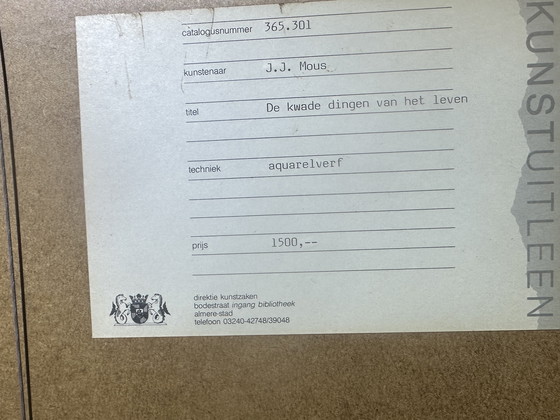 catalogusnummer 365.301
kunstenaar J.J. Mous
titel De kwade dingen van het leven
techniek aquarelverf
prijs 1500,--
direktie kunstzaken
bodestraat ingang bibliotheek
almere-stad
telefoon 03240-42748/39048
KUNSTUITLEEN